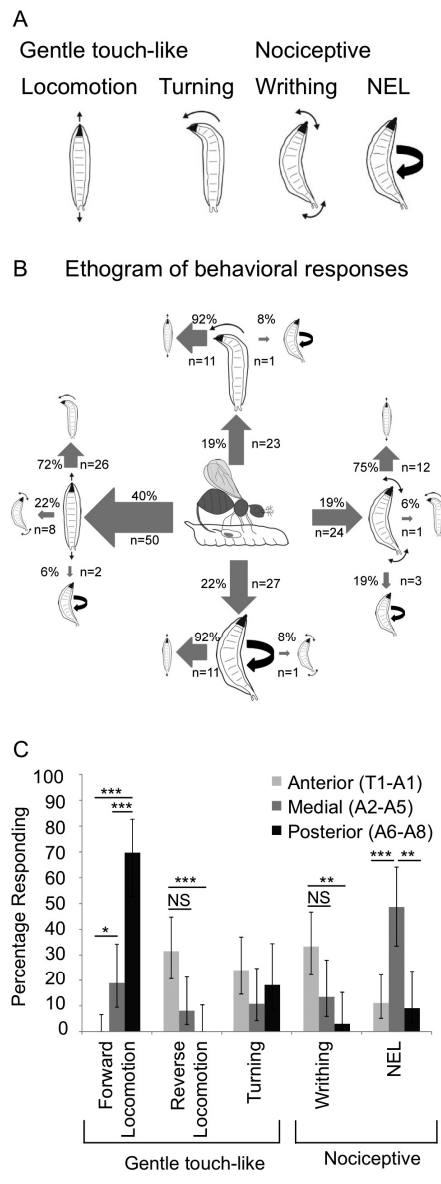 A
Gentle touch-like Nociceptive
Locomotion Turning Writhing NEL
B Ethogram of behavioral responses
92% 8%
n=11 n=1
19% n=23
72% n=26
22%
n=8
6% n=2
40%
n=50
19%
n=24
75% n=12
6%
n=1
19% n=3
22% n=27
92% 8%
n=11 n=1
C
Percentage Responding
100
90
80
70
60
50
40
30
20
10
0
Anterior (T1-A1)
Medial (A2-A5)
Posterior (A6-A8)
***
***
*
***
NS
**
NS
*** **
Forward
Locomotion
Reverse
Locomotion
Turning
Writhing
NEL
Gentle touch-like
Nociceptive